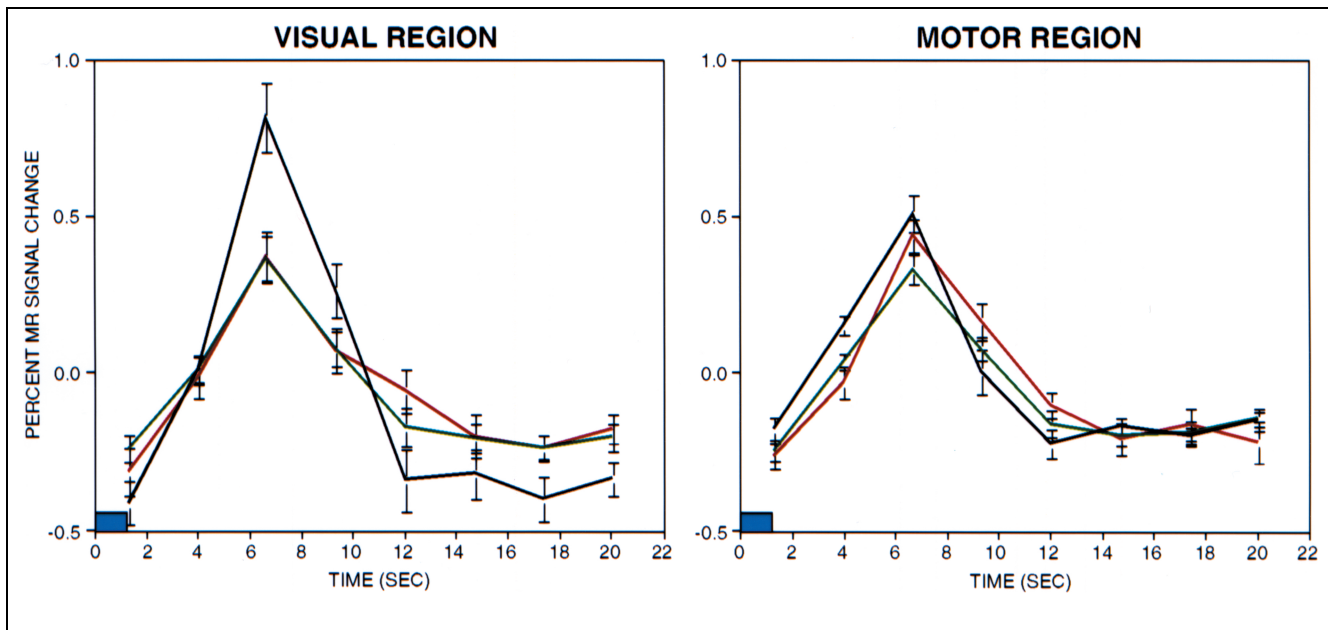 VISUAL REGION
1.0
0.5
0.0
-0.5
PERCENT MR SIGNAL CHANGE
0 2 4 6 8 10 12 14 16 18 20 22
TIME (SEC)
MOTOR REGION
1.0
0.5
0.0
-0.5
0 2 4 6 8 10 12 14 16 18 20 22
TIME (SEC)